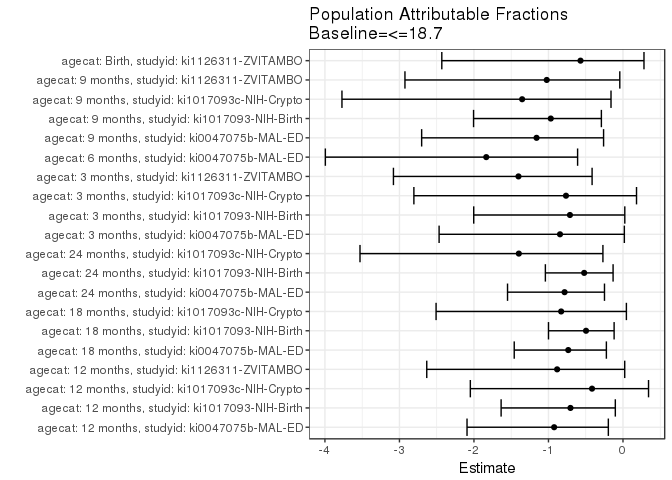 Population Attributable Fractions
Baseline=<=18.7
agecat: Birth, studyid: ki1126311-ZVITAMBO
agecat: 9 months, studyid: ki1126311-ZVITAMBO
agecat: 9 months, studyid: ki1017093c-NIH-Crypto
agecat: 9 months, studyid: ki1017093-NIH-Birth
agecat: 9 months, studyid: ki0047075b-MAL-ED
agecat: 6 months, studyid: ki0047075b-MAL-ED
agecat: 3 months, studyid: ki1126311-ZVITAMBO
agecat: 3 months, studyid: ki1017093c-NIH-Crypto
agecat: 3 months, studyid: ki1017093-NIH-Birth
agecat: 3 months, studyid: ki0047075b-MAL-ED
agecat: 24 months, studyid: ki1017093c-NIH-Crypto
agecat: 24 months, studyid: ki1017093-NIH-Birth
agecat: 24 months, studyid: ki0047075b-MAL-ED
agecat: 18 months, studyid: ki1017093c-NIH-Crypto
agecat: 18 months, studyid: ki1017093-NIH-Birth
agecat: 18 months, studyid: ki0047075b-MAL-ED
agecat: 12 months, studyid: ki1126311-ZVITAMBO
agecat: 12 months, studyid: ki1017093c-NIH-Crypto
agecat: 12 months, studyid: ki1017093-NIH-Birth
agecat: 12 months, studyid: ki0047075b-MAL-ED
-4 -3 -2 -1 0
Estimate